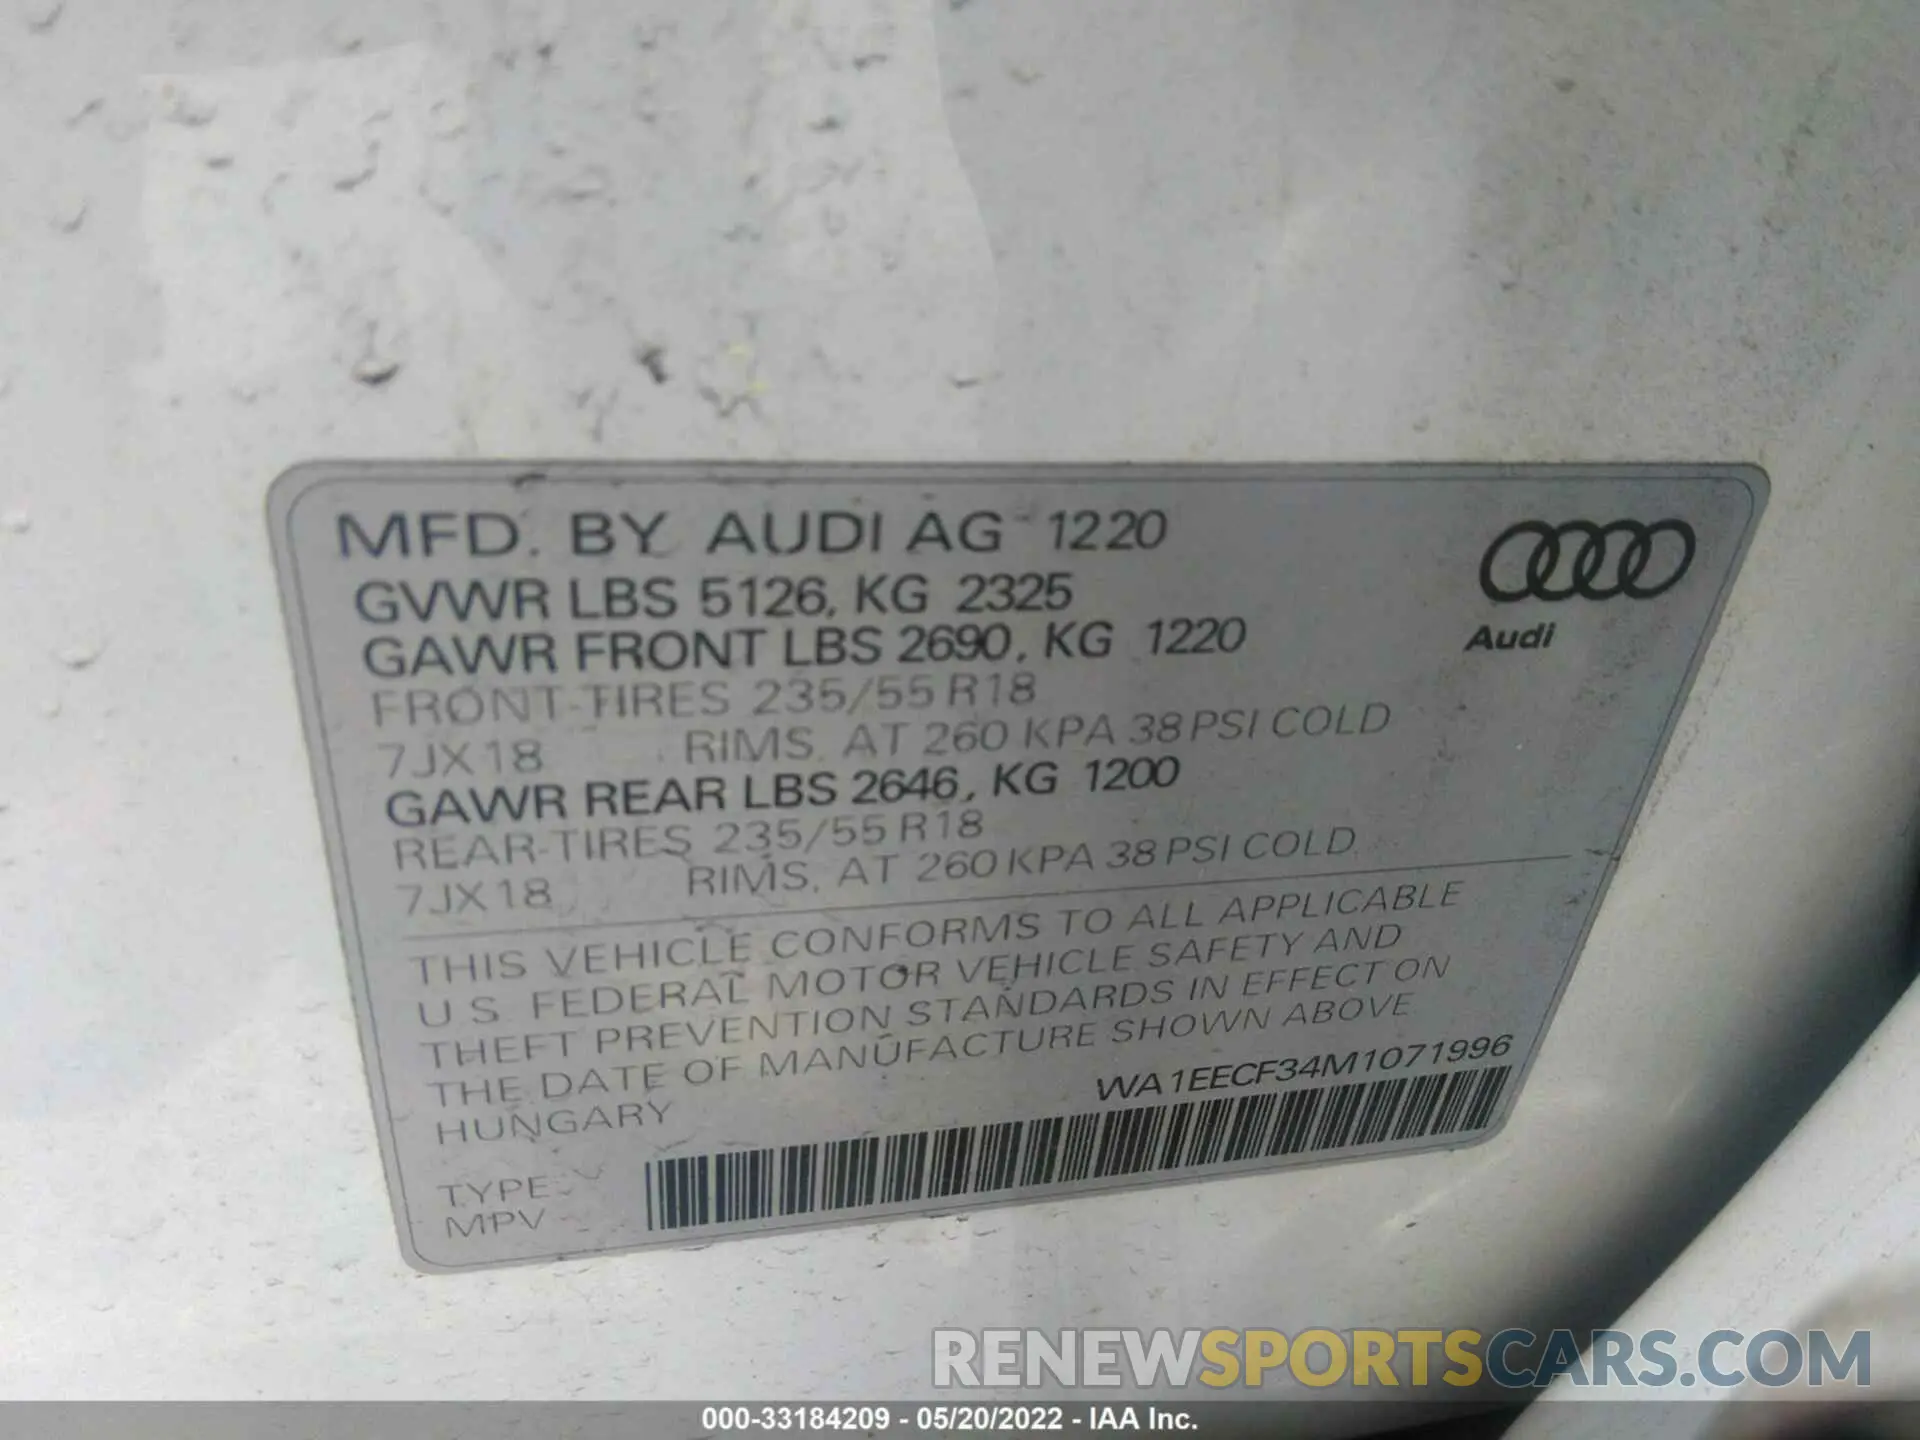 MFD. BY AUDI AG 1220
GVWR LBS 5126, KG 2325
GAWR FRONT LBS 2690, KG 1220
FRONT-TIRES 235/55 R18
7JX18 RIMS, AT 260 KPA 38 PSI COLD
GAWR REAR LBS 2646, KG 1200
REAR-TIRES 235/55 R18
7JX18 RIMS, AT 260 KPA 38 PSI COLD
Audi
THIS VEHICLE CONFORMS TO ALL APPLICABLE
U.S. FEDERAL MOTOR VEHICLE SAFETY AND
THEFT PREVENTION STANDARDS IN EFFECT ON
THE DATE OF MANUFACTURE SHOWN ABOVE
HUNGARY
WA1EECF34M1071996
TYPE
MPV
RENEWSPORTSCARS.COM
000-33184209 - 05/20/2022 - IAA Inc.